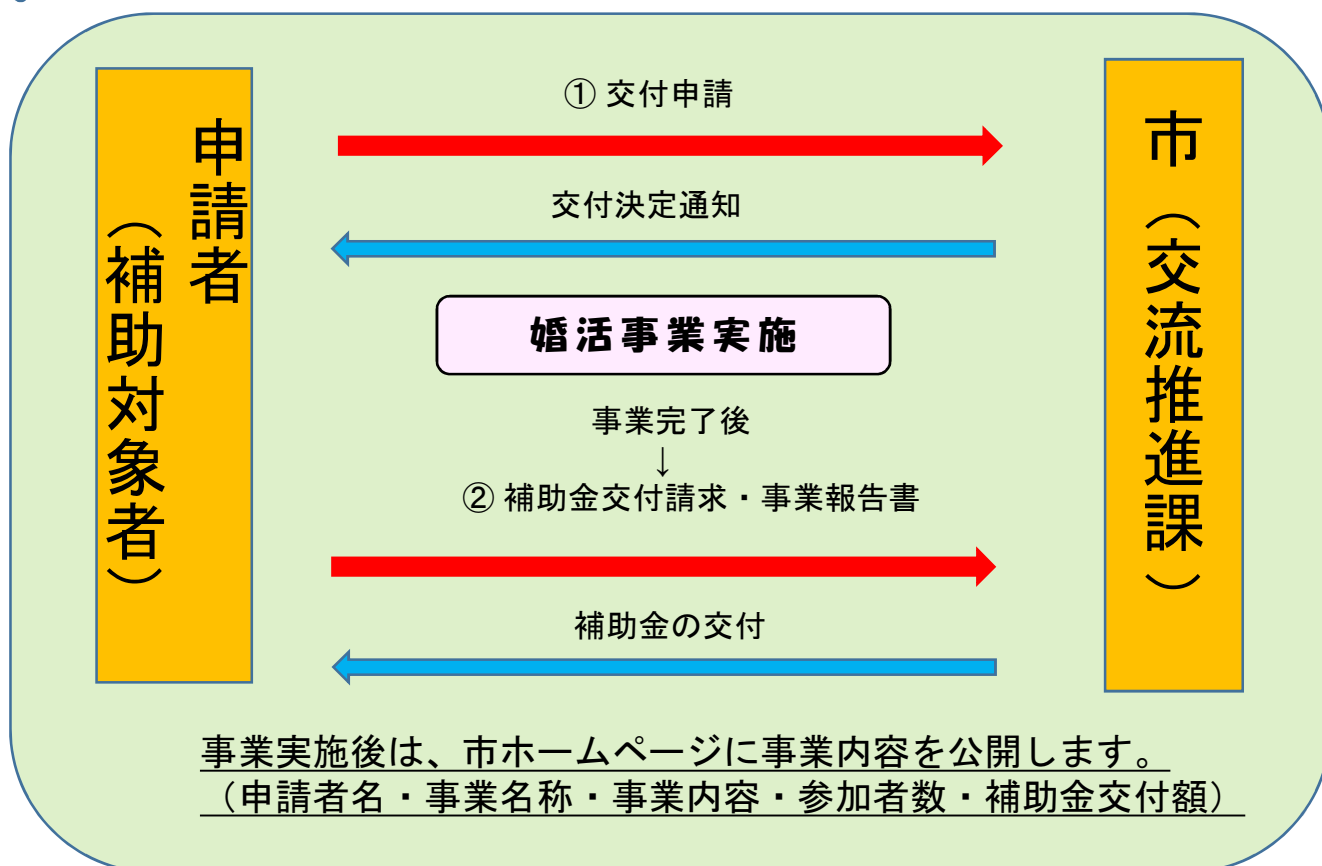 ① 交付申請
交付決定通知
申請者
（補助対象者）
市（交流推進課）
婚活事業実施
事業完了後
↓
② 補助金交付請求・事業報告書
補助金の交付
事業実施後は、市ホームページに事業内容を公開します。
（申請者名・事業名称・事業内容・参加者数・補助金交付額）